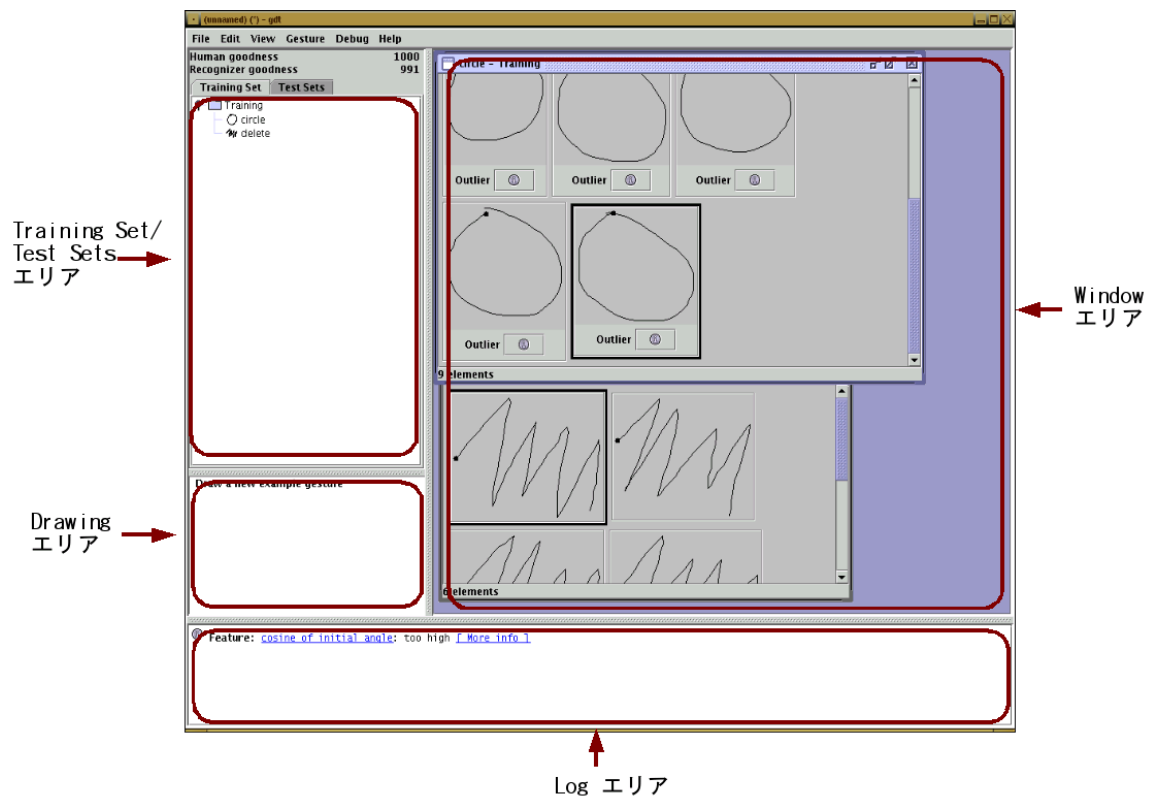 (unnamed) (*) - gdt
File Edit View Gesture Debug Help
Human goodness 1000
Recognizer goodness 991
Training Set Test Sets
Training
circle
delete
circle - Training
Outlier Outlier Outlier
Outlier Outlier
9 elements
6 elements
Training Set/
Test Sets
エリア
Window
エリア
Draw a new example gesture
Drawing
エリア
Feature: cosine of initial angle: too high [ More info ]
Log エリア